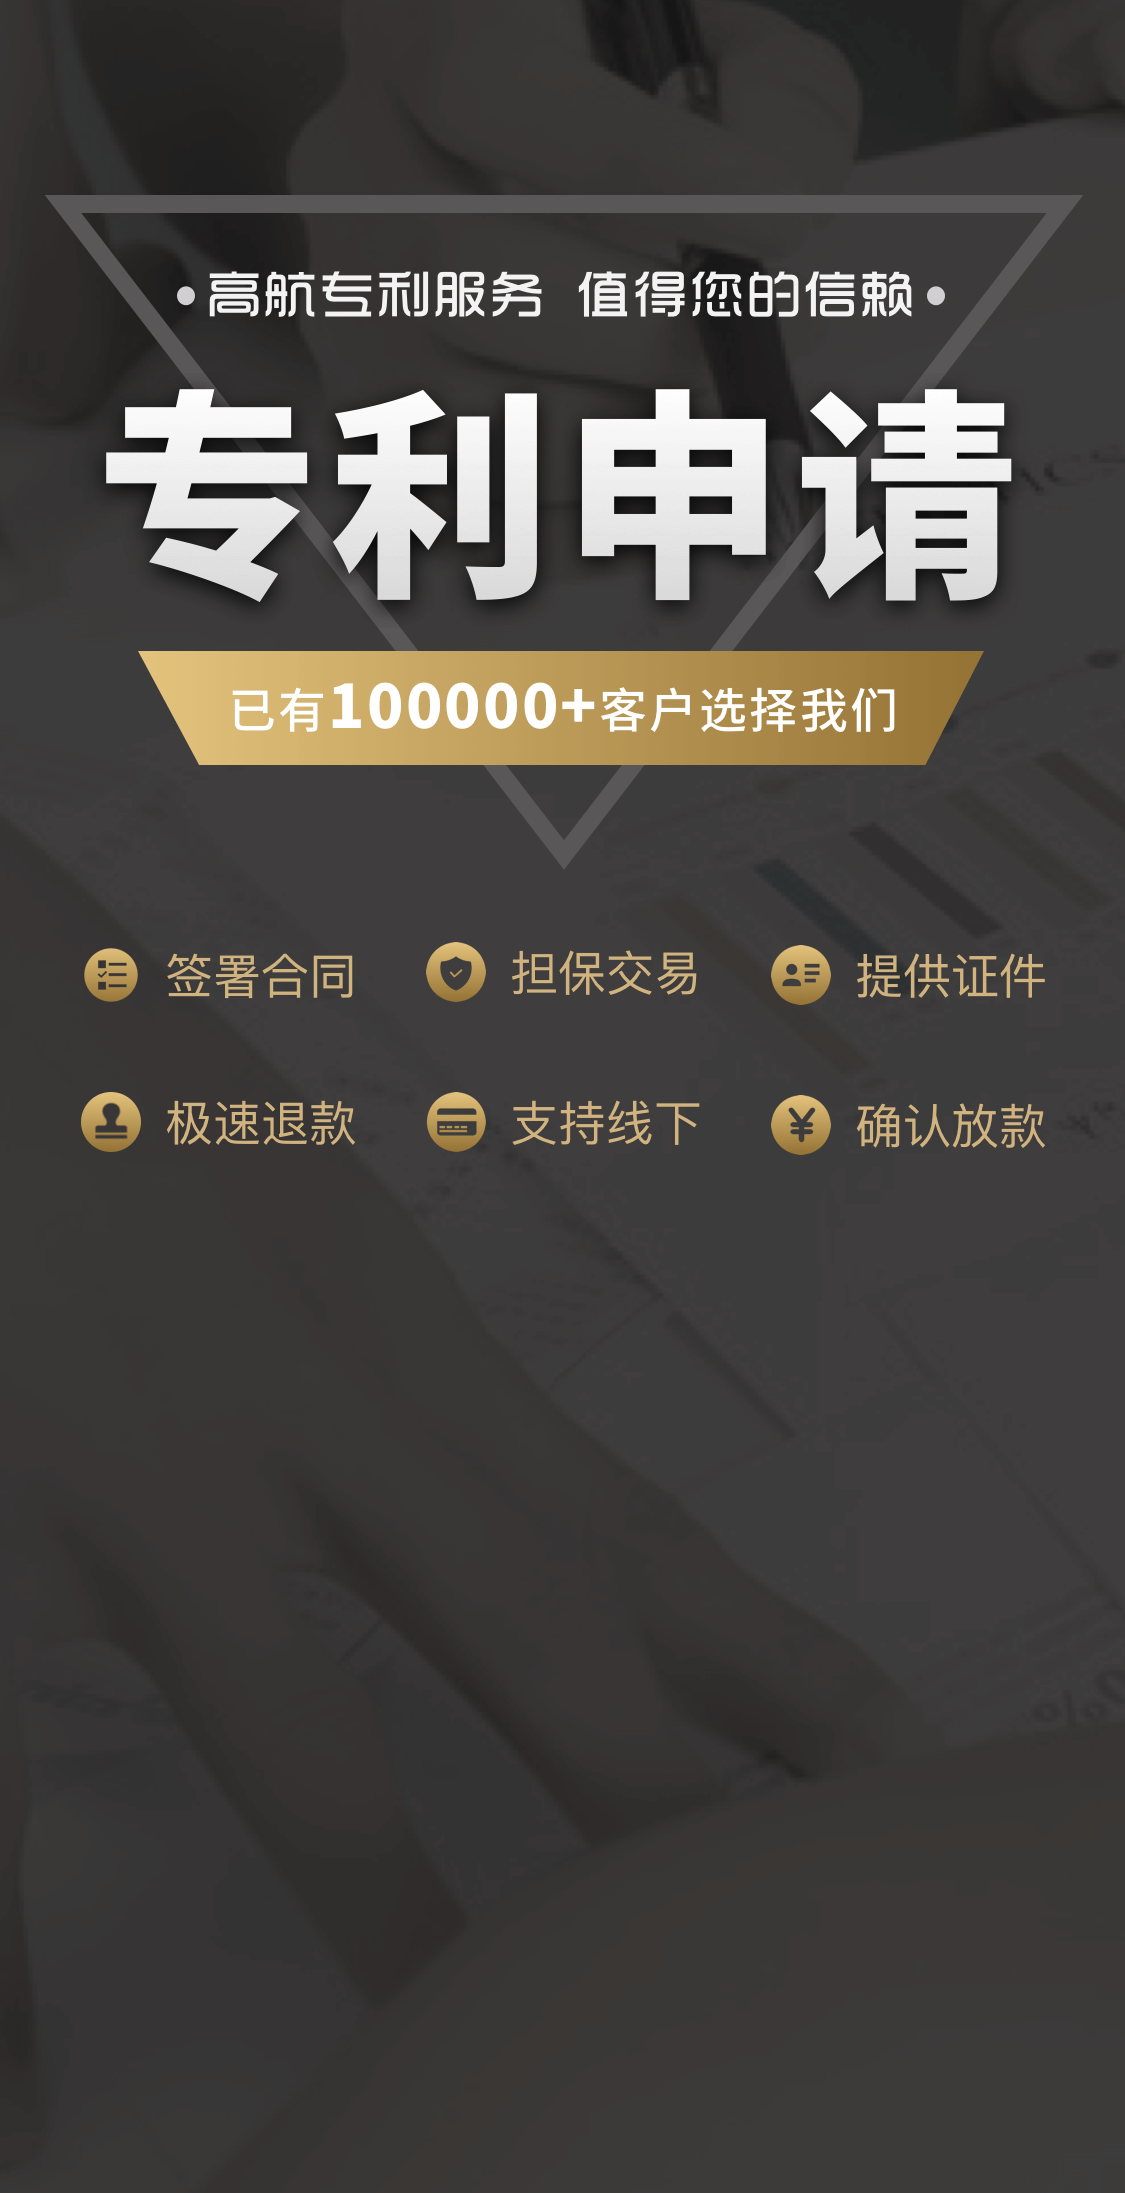 高航专利服务 值得您的信赖
专利申请
已有100000+客户选择我们
签署合同 担保交易 提供证件
极速退款 支持线下 确认放款